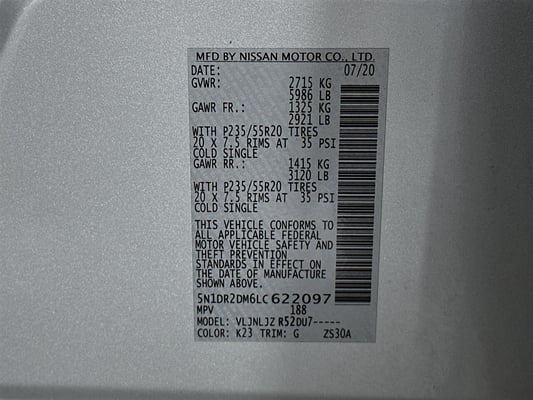 MFD BY NISSAN MOTOR CO., LTD.
DATE: 07/20
GVWR: 2715 KG
5986 LB
GAWR FR.: 1325 KG
2921 LB
WITH P235/55R20 TIRES
20 X 7.5 RIMS AT 35 PSI
COLD SINGLE
GAWR RR.: 1415 KG
3120 LB
WITH P235/55R20 TIRES
20 X 7.5 RIMS AT 35 PSI
COLD SINGLE
THIS VEHICLE CONFORMS TO
ALL APPLICABLE FEDERAL
MOTOR VEHICLE SAFETY AND
THEFT PREVENTION
STANDARDS IN EFFECT ON
THE DATE OF MANUFACTURE
SHOWN ABOVE.
5N1DR2DM6LC622097
MPV 188
MODEL: VLJNLJZ R52DU7-----
COLOR: K23 TRIM: G ZS30A